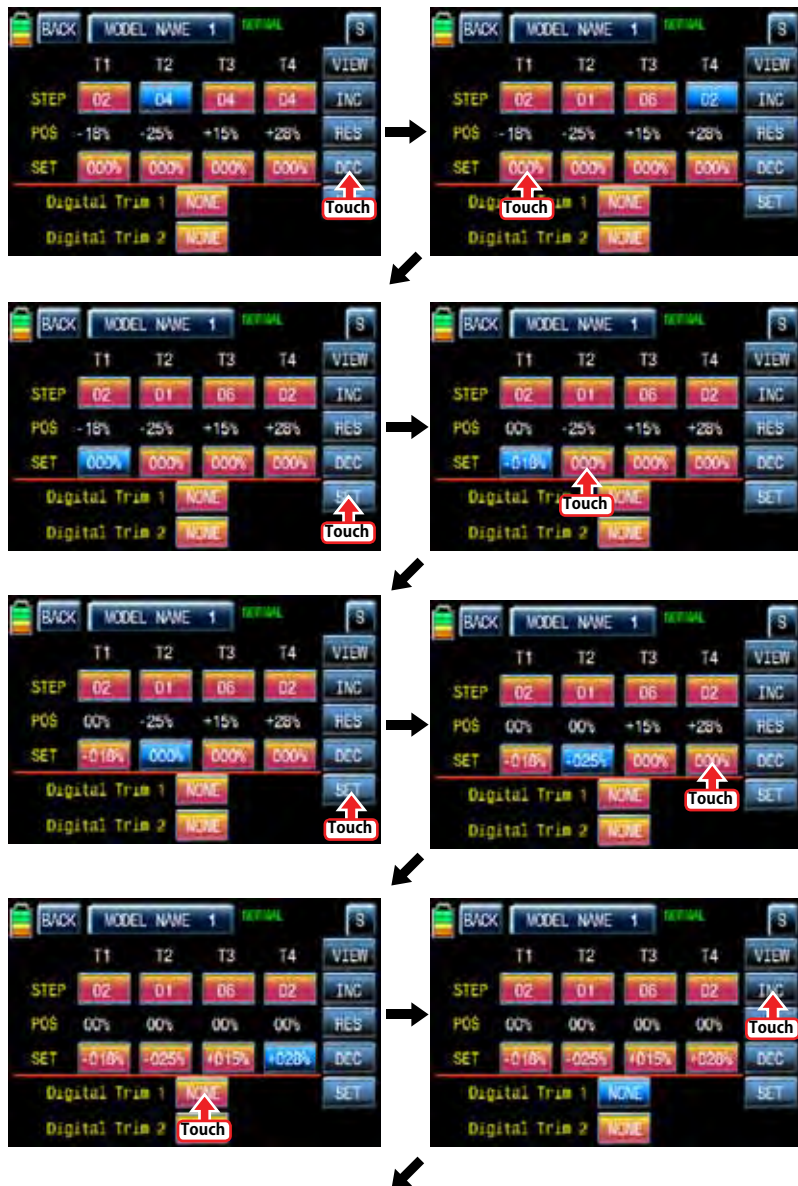 BACK MODEL NAME 1 NORMAL S
T1 T2 T3 T4 VIEW
STEP 02 04 04 04 INC
POS -18% -25% +15% +28% RES
SET 000% 000% 000% 000% DEC
Digital Trim 1 NONE Touch
Digital Trim 2 NONE
BACK MODEL NAME 1 NORMAL S
T1 T2 T3 T4 VIEW
STEP 02 01 06 02 INC
POS -18% -25% +15% +28% RES
SET 000% 000% 000% 000% DEC
Digital Trim 1 NONE SET
Touch
Digital Trim 2 NONE
BACK MODEL NAME 1 NORMAL S
T1 T2 T3 T4 VIEW
STEP 02 01 06 02 INC
POS -18% -25% +15% +28% RES
SET 000% 000% 000% 000% DEC
Digital Trim 1 NONE SET
Digital Trim 2 NONE Touch
BACK MODEL NAME 1 NORMAL S
T1 T2 T3 T4 VIEW
STEP 02 01 06 02 INC
POS 00% -25% +15% +28% RES
SET -018% 000% 000% 000% DEC
Digital Trim 1 NONE SET
Touch
Digital Trim 2 NONE
BACK MODEL NAME 1 NORMAL S
T1 T2 T3 T4 VIEW
STEP 02 01 06 02 INC
POS 00% -25% +15% +28% RES
SET -018% 000% 000% 000% DEC
Digital Trim 1 NONE SET
Digital Trim 2 NONE Touch
BACK MODEL NAME 1 NORMAL S
T1 T2 T3 T4 VIEW
STEP 02 01 06 02 INC
POS 00% 00% +15% +28% RES
SET -018% -025% 000% 000% DEC
Digital Trim 1 NONE Touch SET
Digital Trim 2 NONE
BACK MODEL NAME 1 NORMAL S
T1 T2 T3 T4 VIEW
STEP 02 01 06 02 INC
POS 00% 00% 00% 00% RES
SET -018% -025% +015% +028% DEC
Digital Trim 1 NONE SET
Digital Trim 2 Touch
BACK MODEL NAME 1 NORMAL S
T1 T2 T3 T4 VIEW
STEP 02 01 06 02 INC
POS 00% 00% 00% 00% RES
Touch
SET -018% -025% +015% +028% DEC
Digital Trim 1 NONE SET
Digital Trim 2 NONE